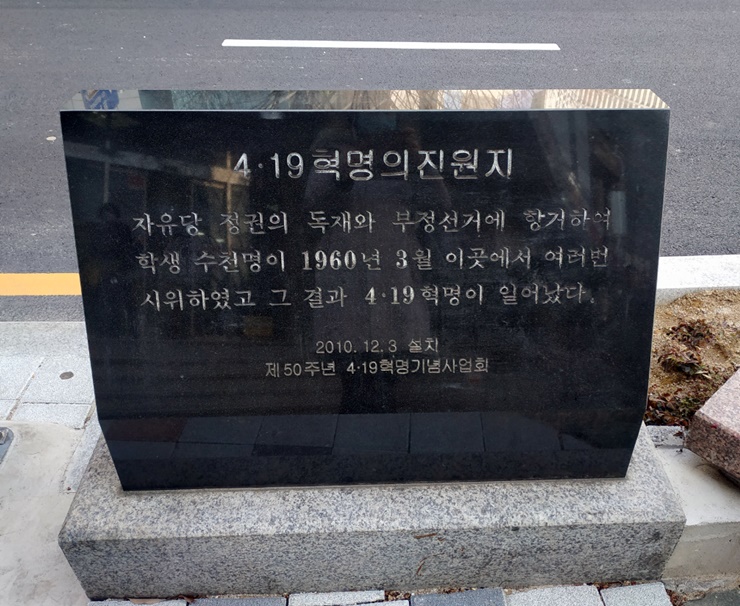 4·19혁명의진원지
자유당 정권의 독재와 부정선거에 항거하여
학생 수천명이 1960년 3월 이곳에서 여러번
시위하였고 그 결과 4·19혁명이 일어났다.
2010. 12. 3 설치
제50주년 4·19혁명기념사업회